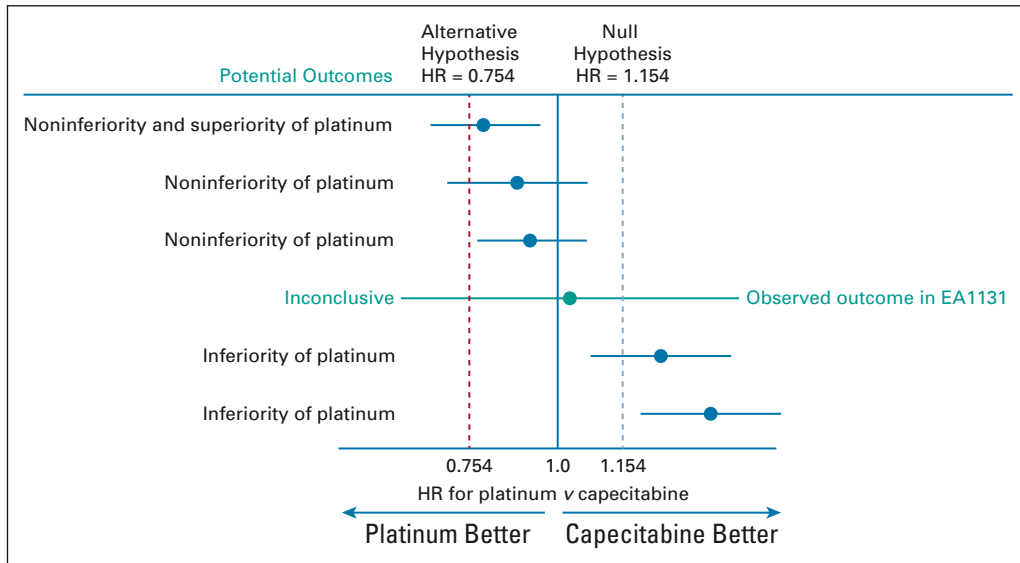 Alternative
Hypothesis
HR = 0.754
Null
Hypothesis
HR = 1.154
Potential Outcomes
Noninferiority and superiority of platinum
Noninferiority of platinum
Noninferiority of platinum
Inconclusive
Observed outcome in EA1131
Inferiority of platinum
Inferiority of platinum
0.754 1.0 1.154
HR for platinum v capecitabine
Platinum Better Capecitabine Better